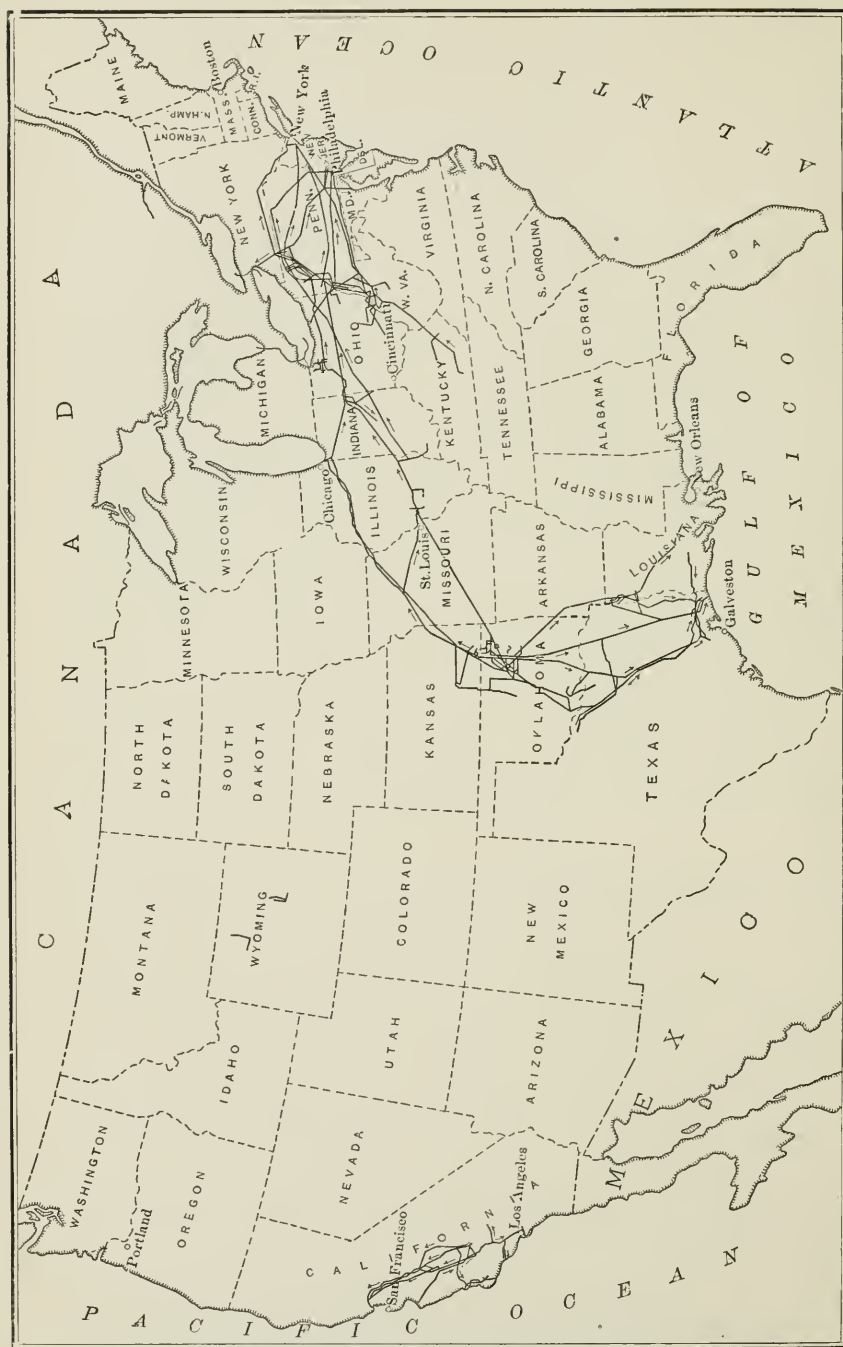 CANADA
PACIFIC OCEAN
ATLANTIC
OCEAN
GULF OF
MEXICO
MEXICO
WASHINGTON
Portland
OREGON
IDAHO
MONTANA
NORTH
DAKOTA
SOUTH
DAKOTA
MINNESOTA
WISCONSIN
MICHIGAN
WYOMING
NEBRASKA
IOWA
Chicago
ILLINOIS
INDIANA
OHIO
Cincinnati
NEVADA
UTAH
COLORADO
KANSAS
MISSOURI
St. Louis
KENTUCKY
W. VA.
VIRGINIA
MD.
DEL.
PENN.
NEW
JER.
Philadelphia
New York
NEW YORK
CONN.
R.I.
MASS.
Boston
VERMONT
N. HAMP
MAINE
CALIFORNIA
San Francisco
Los Angeles
ARIZONA
NEW
MEXICO
OKLAHOMA
TEXAS
ARKANSAS
LOUISIANA
Galveston
New Orleans
MISSISSIPPI
ALABAMA
TENNESSEE
GEORGIA
N. CAROLINA
S. CAROLINA
FLORIDA